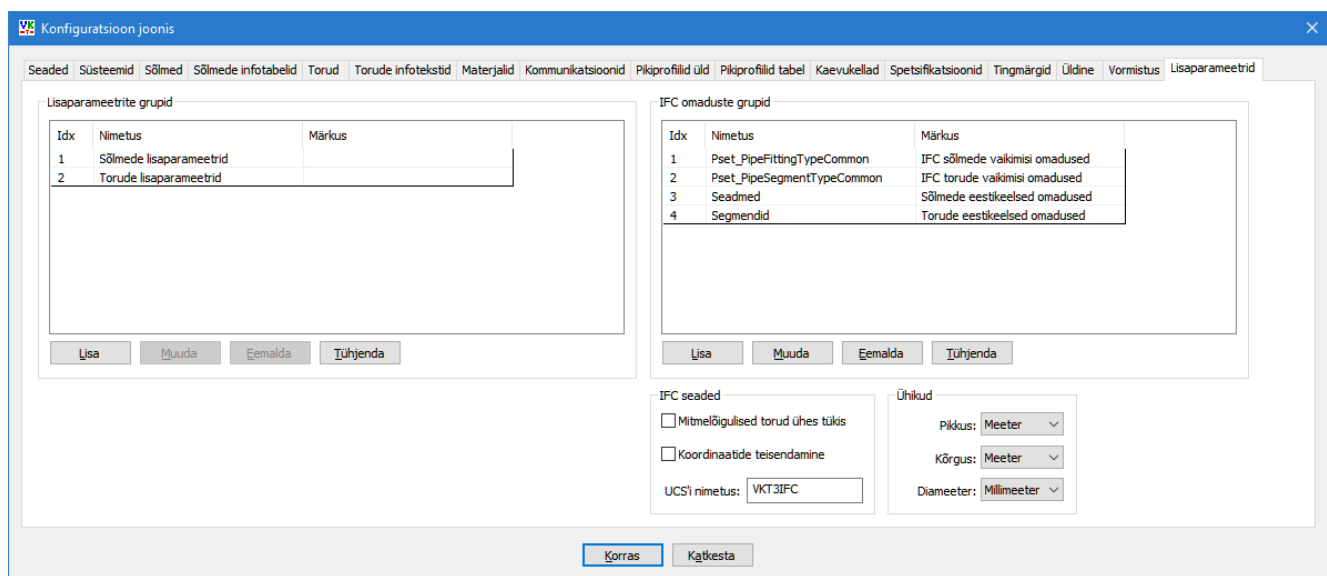 VK
Konfiguratsioon joonis
Seaded Süsteemid Sõlmed Sõlmede infotabelid Torud Torude infotekstid Materjalid Kommunikatsioonid Pikiprofiilid üld Pikiprofiilid tabel Kaevukellad Spetsifikatsioonid Tingmärgid Üldine Vormistus Lisaparameetrid
Lisaparameetrite grupid
Idx Nimetus Märkus
1 Sõlmede lisaparameetrid
2 Torude lisaparameetrid
Lisa Muuda Eemalda Tühjenda
IFC omaduste grupid
Idx Nimetus Märkus
1 Pset_PipeFittingTypeCommon IFC sõlmede vaikimisi omadused
2 Pset_PipeSegmentTypeCommon IFC torude vaikimisi omadused
3 Seadmed Sõlmede eestikeelsed omadused
4 Segmendid Torude eestikeelsed omadused
Lisa Muuda Eemalda Tühjenda
IFC seaded
Mitmelõigulised torud ühes tükis
Koordinaatide teisendamine
UCS'i nimetus: VKT3IFC
Ühikud
Pikkus: Meeter
Kõrgus: Meeter
Diameeter: Millimeeter
Korras Katkesta